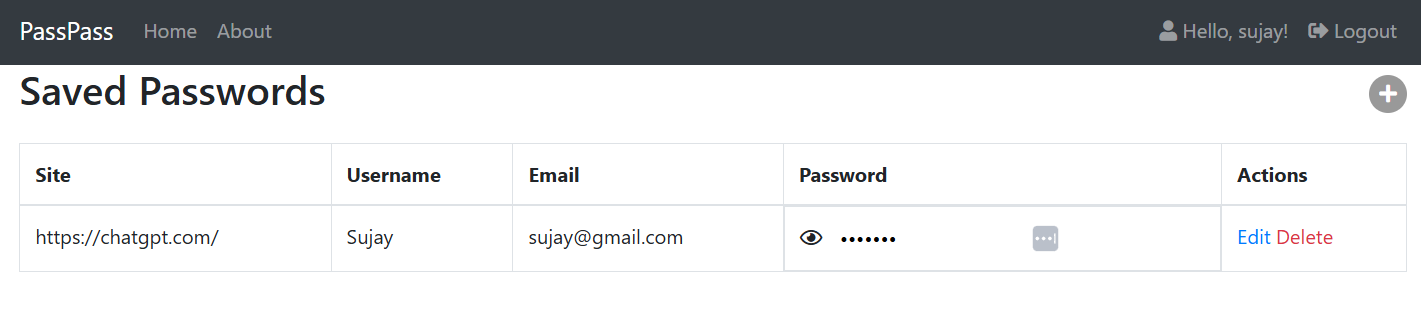 PassPass Home About Hello, sujay! Logout
Saved Passwords
Site Username Email Password Actions
https://chatgpt.com/ Sujay sujay@gmail.com ••••••• Edit Delete